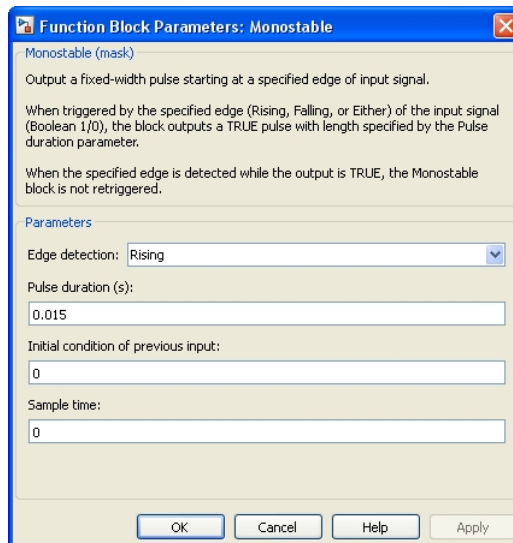 Function Block Parameters: Monostable
Monostable (mask)
Output a fixed-width pulse starting at a specified edge of input signal.
When triggered by the specified edge (Rising, Falling, or Either) of the input signal
(Boolean 1/0), the block outputs a TRUE pulse with length specified by the Pulse
duration parameter.
When the specified edge is detected while the output is TRUE, the Monostable
block is not retriggered.
Parameters
Edge detection: Rising
Pulse duration (s):
0.015
Initial condition of previous input:
0
Sample time:
0
OK Cancel Help Apply